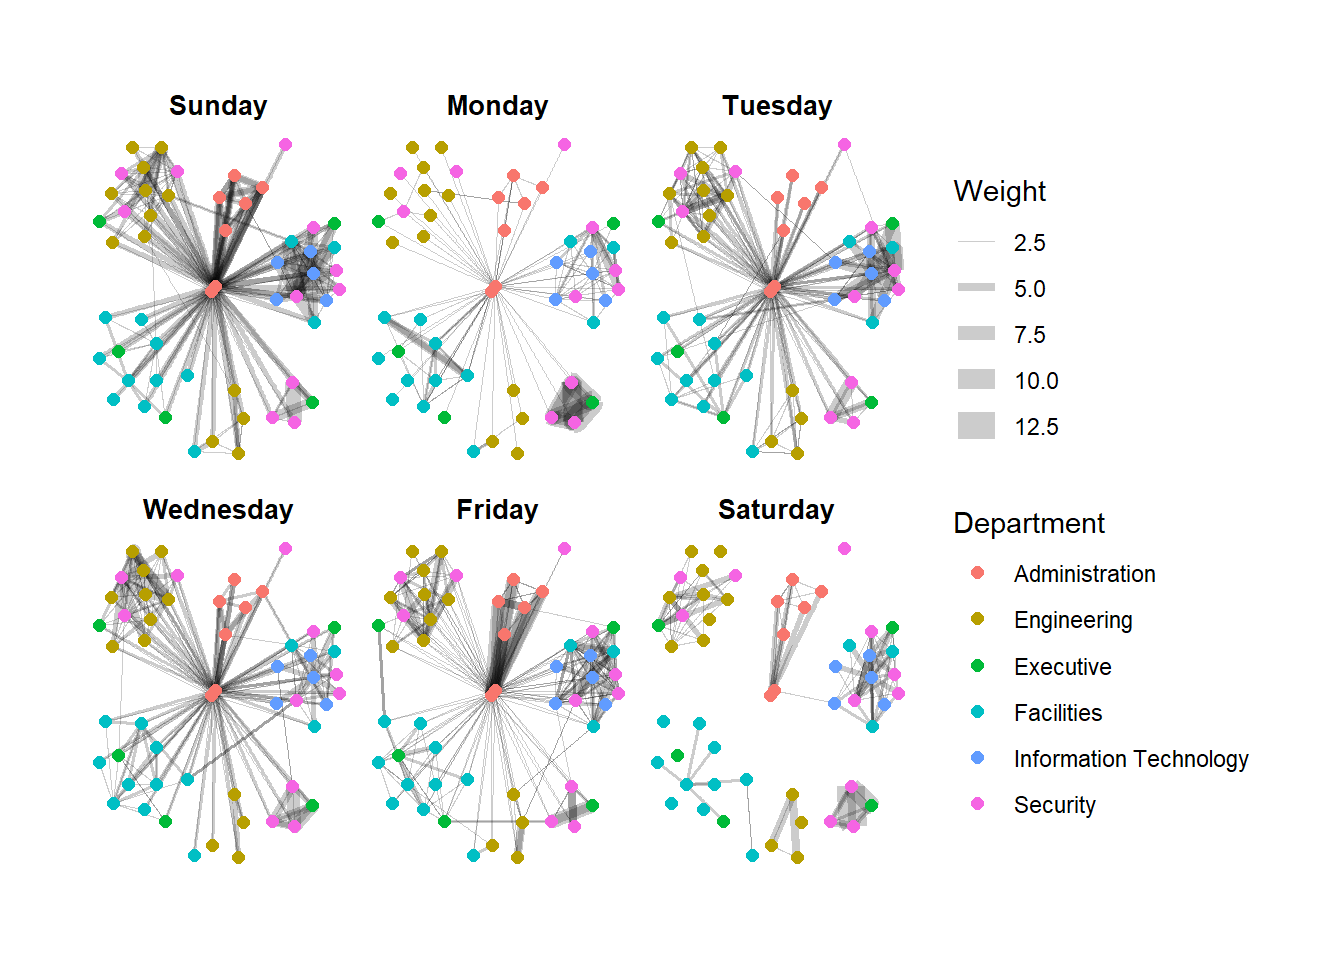 Sunday
Monday
Tuesday
Wednesday
Friday
Saturday
Weight
2.5
5.0
7.5
10.0
12.5
Department
Administration
Engineering
Executive
Facilities
Information Technology
Security